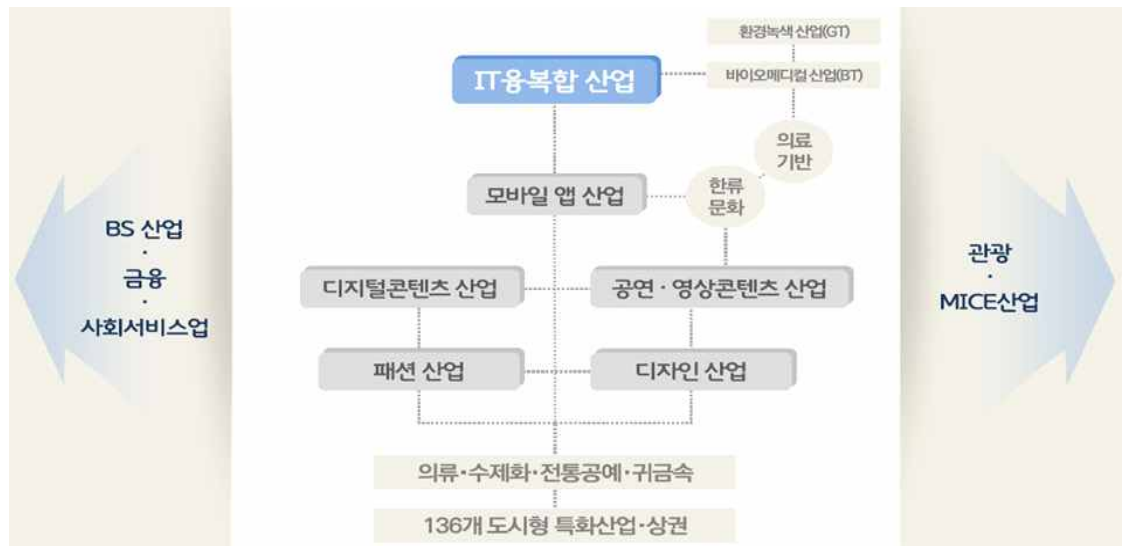 환경녹색 산업(GT)
IT융복합 산업
바이오메디컬 산업(BT)
의료
기반
모바일 앱 산업
한류
문화
BS 산업
·
금융
·
사회서비스업
관광
·
MICE산업
디지털콘텐츠 산업
공연·영상콘텐츠 산업
패션 산업
디자인 산업
의류·수제화·전통공예·귀금속
136개 도시형 특화산업·상권